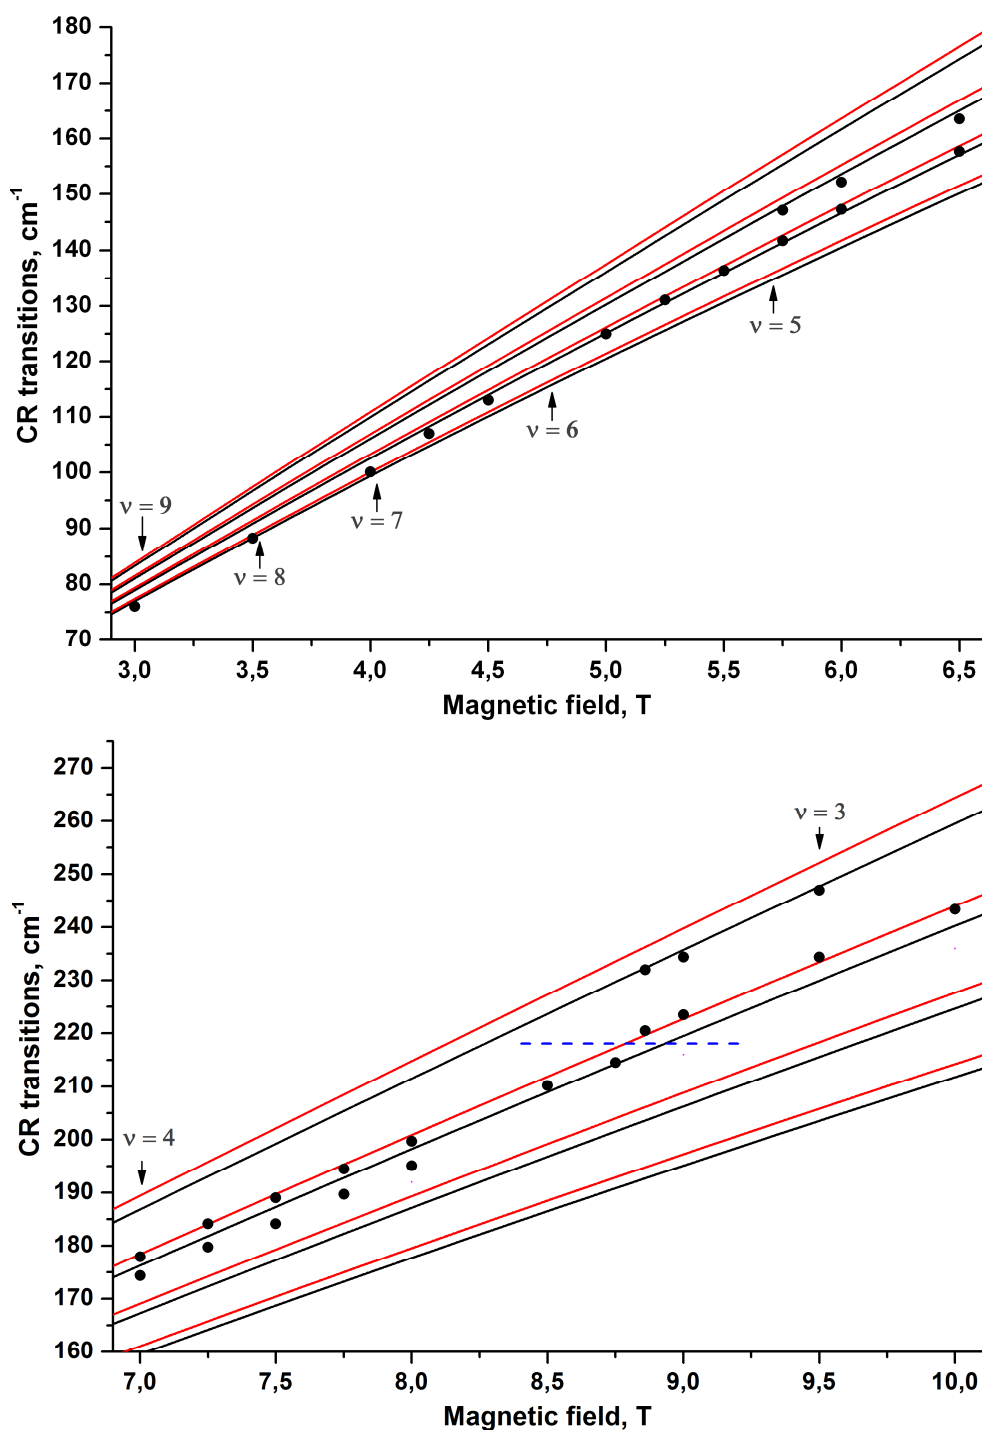 180
170
160
150
140
130
120
110
100
90
80
70
CR transitions, cm-1
ν = 9
ν = 8
ν = 7
ν = 6
ν = 5
3,0 3,5 4,0 4,5 5,0 5,5 6,0 6,5
Magnetic field, T
270
260
250
240
230
220
210
200
190
180
170
160
CR transitions, cm-1
ν = 3
ν = 4
7,0 7,5 8,0 8,5 9,0 9,5 10,0
Magnetic field, T